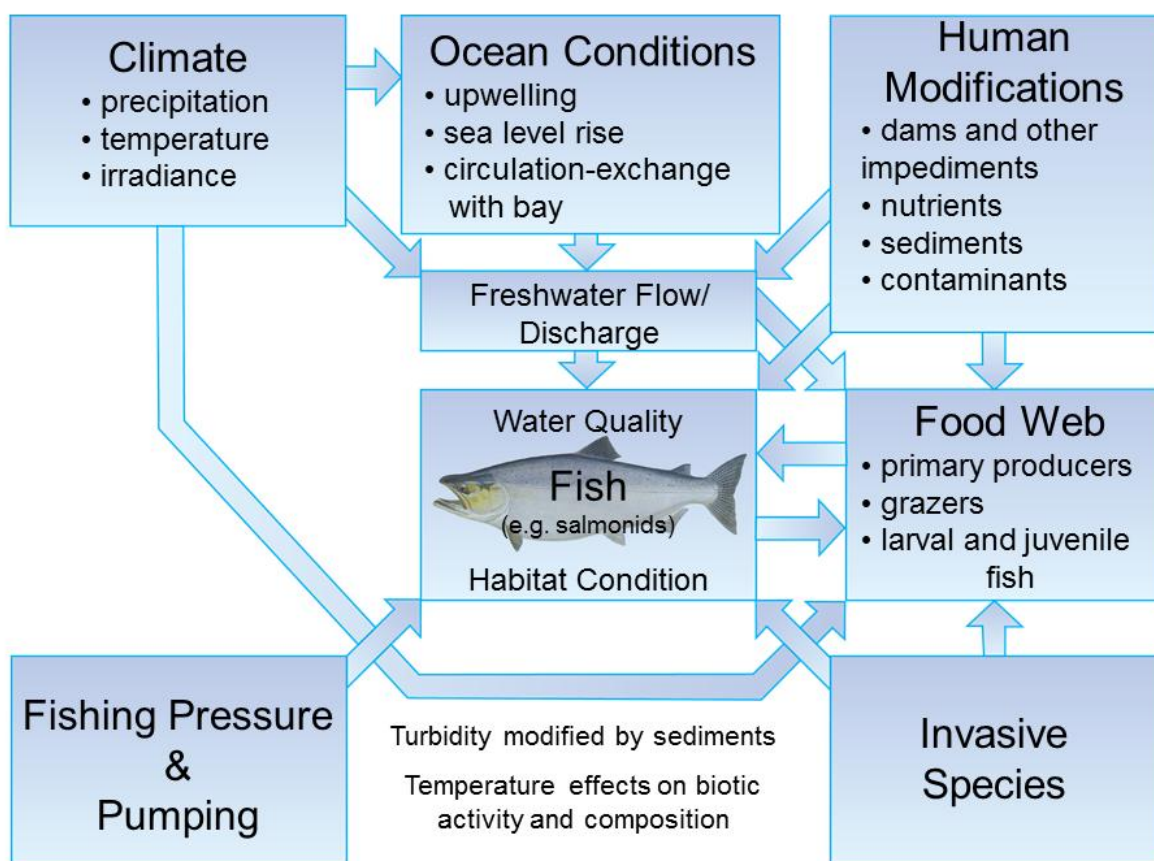 Climate
• precipitation
• temperature
• irradiance
Ocean Conditions
• upwelling
• sea level rise
• circulation-exchange
with bay
Human
Modifications
• dams and other
impediments
• nutrients
• sediments
• contaminants
Freshwater Flow/
Discharge
Water Quality
Fish
(e.g. salmonids)
Habitat Condition
Food Web
• primary producers
• grazers
• larval and juvenile
fish
Fishing Pressure
&
Pumping
Turbidity modified by sediments
Temperature effects on biotic
activity and composition
Invasive
Species